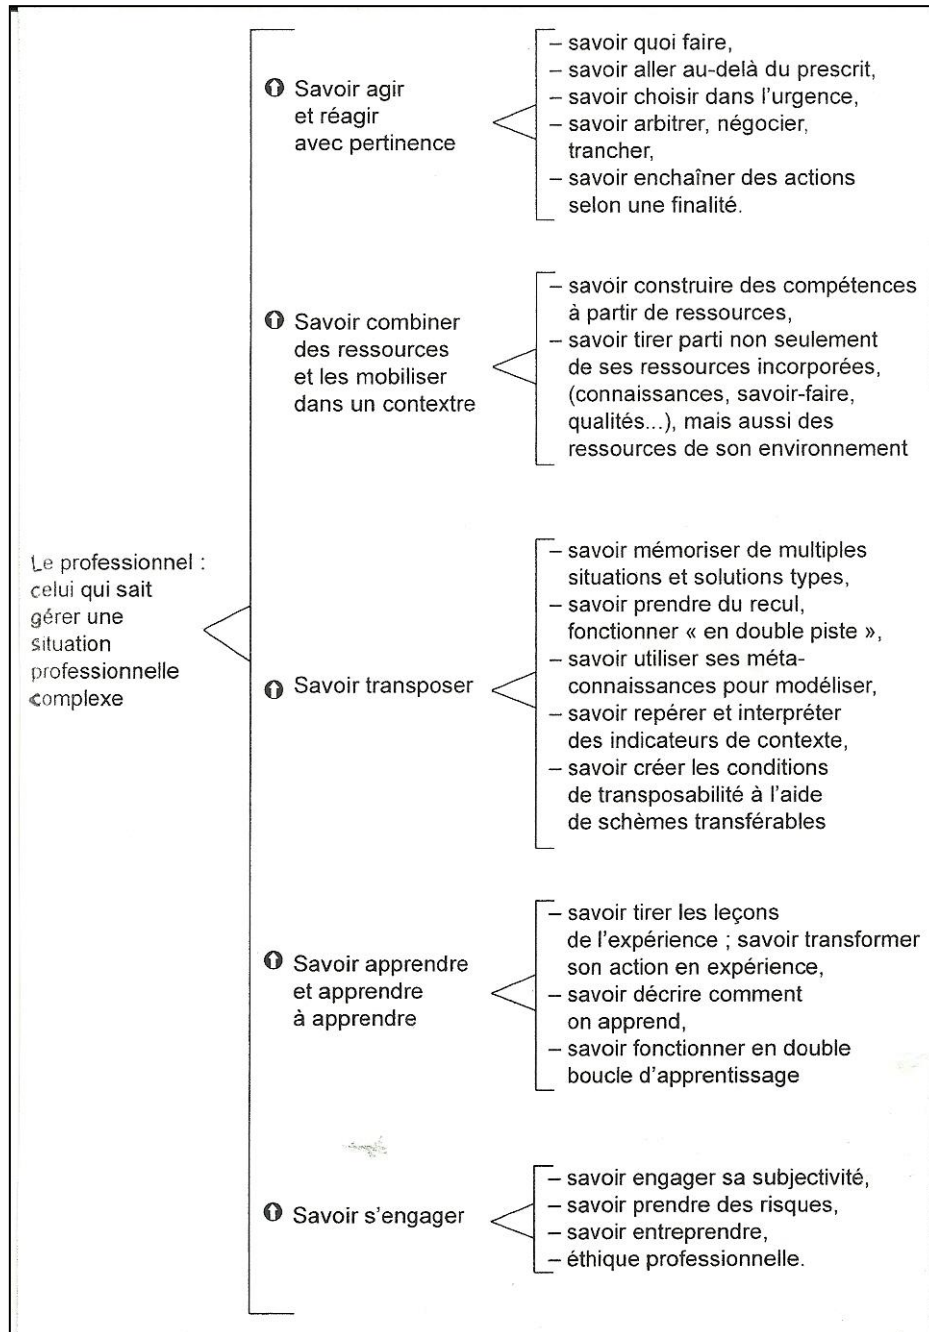 Le professionnel :
celui qui sait
gérer une
situation
professionnelle
complexe
Savoir agir
et réagir
avec pertinence
– savoir quoi faire,
– savoir aller au-delà du prescrit,
– savoir choisir dans l'urgence,
– savoir arbitrer, négocier,
trancher,
– savoir enchaîner des actions
selon une finalité.
Savoir combiner
des ressources
et les mobiliser
dans un contextre
– savoir construire des compétences
à partir de ressources,
– savoir tirer parti non seulement
de ses ressources incorporées,
(connaissances, savoir-faire,
qualités...), mais aussi des
ressources de son environnement
Savoir transposer
– savoir mémoriser de multiples
situations et solutions types,
– savoir prendre du recul,
fonctionner « en double piste »,
– savoir utiliser ses méta-
connaissances pour modéliser,
– savoir repérer et interpréter
des indicateurs de contexte,
– savoir créer les conditions
de transposabilité à l'aide
de schèmes transférables
Savoir apprendre
et apprendre
à apprendre
– savoir tirer les leçons
de l'expérience ; savoir transformer
son action en expérience,
– savoir décrire comment
on apprend,
– savoir fonctionner en double
boucle d'apprentissage
Savoir s'engager
– savoir engager sa subjectivité,
– savoir prendre des risques,
– savoir entreprendre,
– éthique professionnelle.